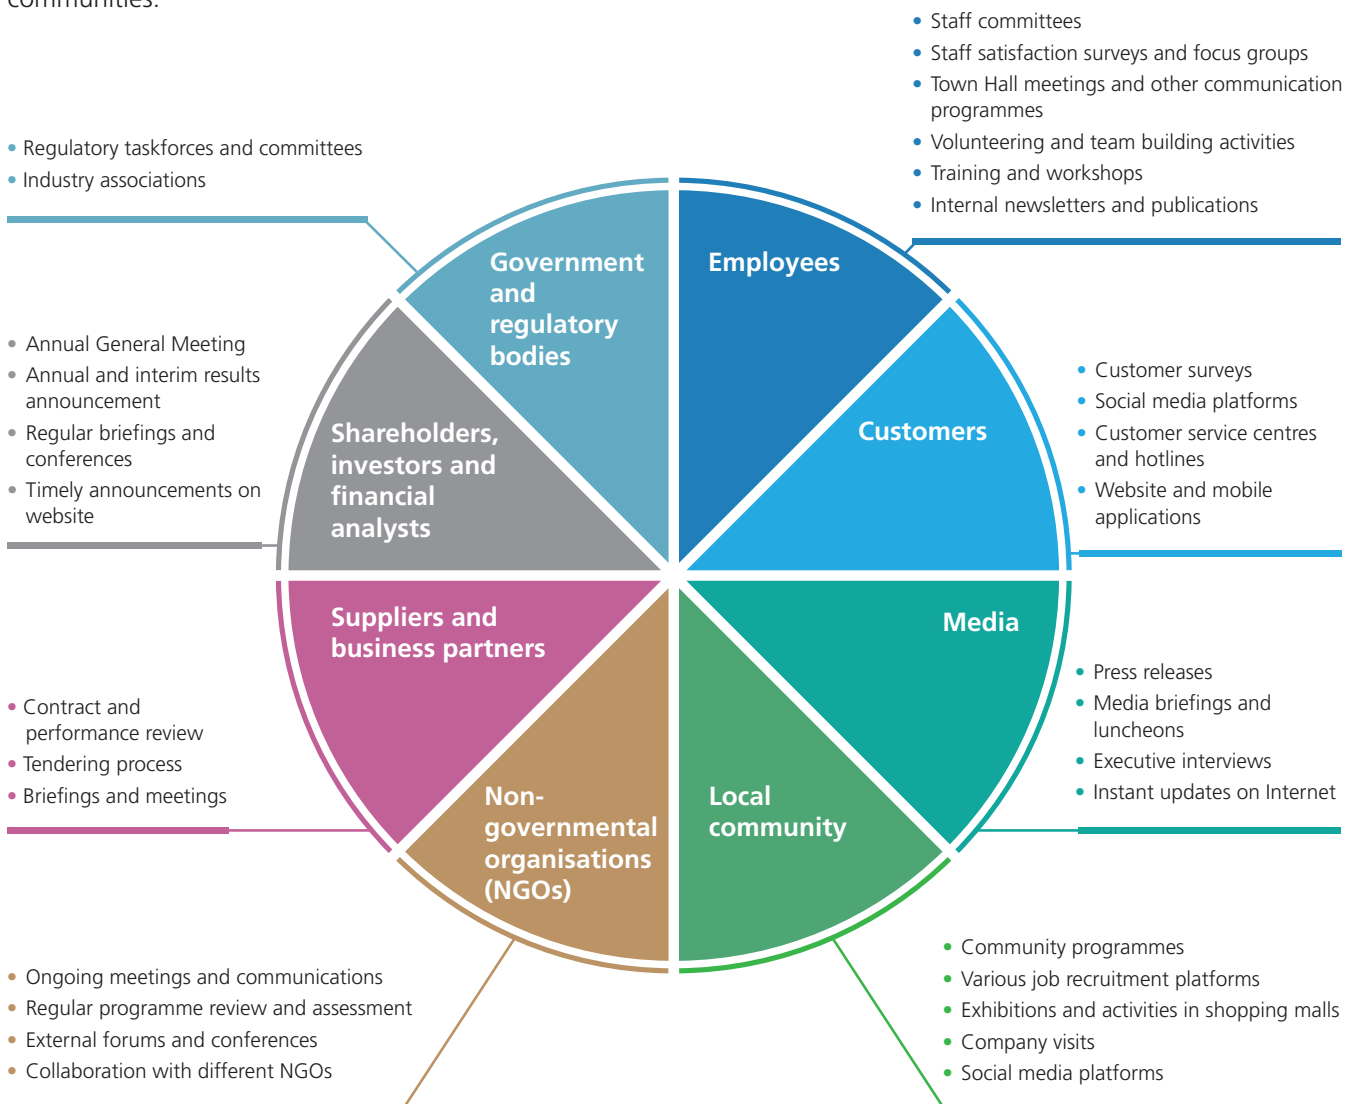 communities.
• Staff committees
• Staff satisfaction surveys and focus groups
• Town Hall meetings and other communication
programmes
• Volunteering and team building activities
• Training and workshops
• Internal newsletters and publications
• Regulatory taskforces and committees
• Industry associations
Government
and
regulatory
bodies
Employees
• Annual General Meeting
• Annual and interim results
announcement
• Regular briefings and
conferences
• Timely announcements on
website
Shareholders,
investors and
financial
analysts
Customers
• Customer surveys
• Social media platforms
• Customer service centres
and hotlines
• Website and mobile
applications
Suppliers and
business partners
Media
• Press releases
• Media briefings and
luncheons
• Executive interviews
• Instant updates on Internet
• Contract and
performance review
• Tendering process
• Briefings and meetings
Non-
governmental
organisations
(NGOs)
Local
community
• Ongoing meetings and communications
• Regular programme review and assessment
• External forums and conferences
• Collaboration with different NGOs
• Community programmes
• Various job recruitment platforms
• Exhibitions and activities in shopping malls
• Company visits
• Social media platforms